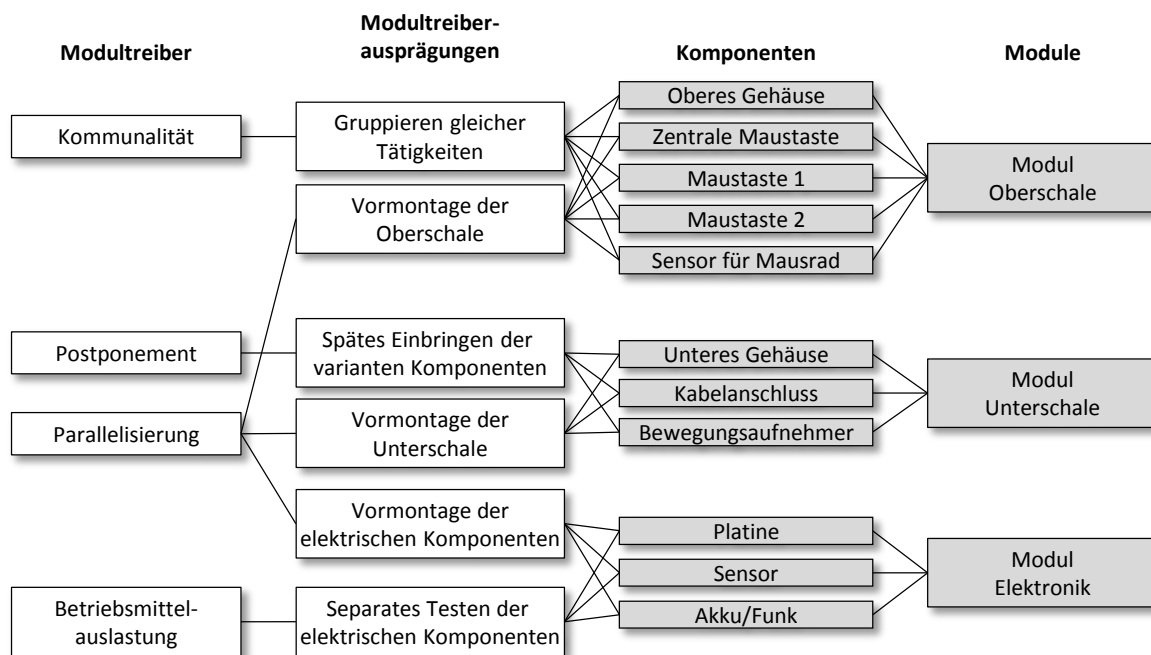 Modultreiber
Modultreiber-
ausprägungen
Komponenten
Module
Kommunalität
Gruppieren gleicher
Tätigkeiten
Vormontage der
Oberschale
Oberes Gehäuse
Zentrale Maustaste
Maustaste 1
Maustaste 2
Sensor für Mausrad
Modul
Oberschale
Postponement
Parallelisierung
Spätes Einbringen der
varianten Komponenten
Vormontage der
Unterschale
Unteres Gehäuse
Kabelanschluss
Bewegungsaufnehmer
Modul
Unterschale
Vormontage der
elektrischen Komponenten
Betriebsmittel-
auslastung
Separates Testen der
elektrischen Komponenten
Platine
Sensor
Akku/Funk
Modul
Elektronik